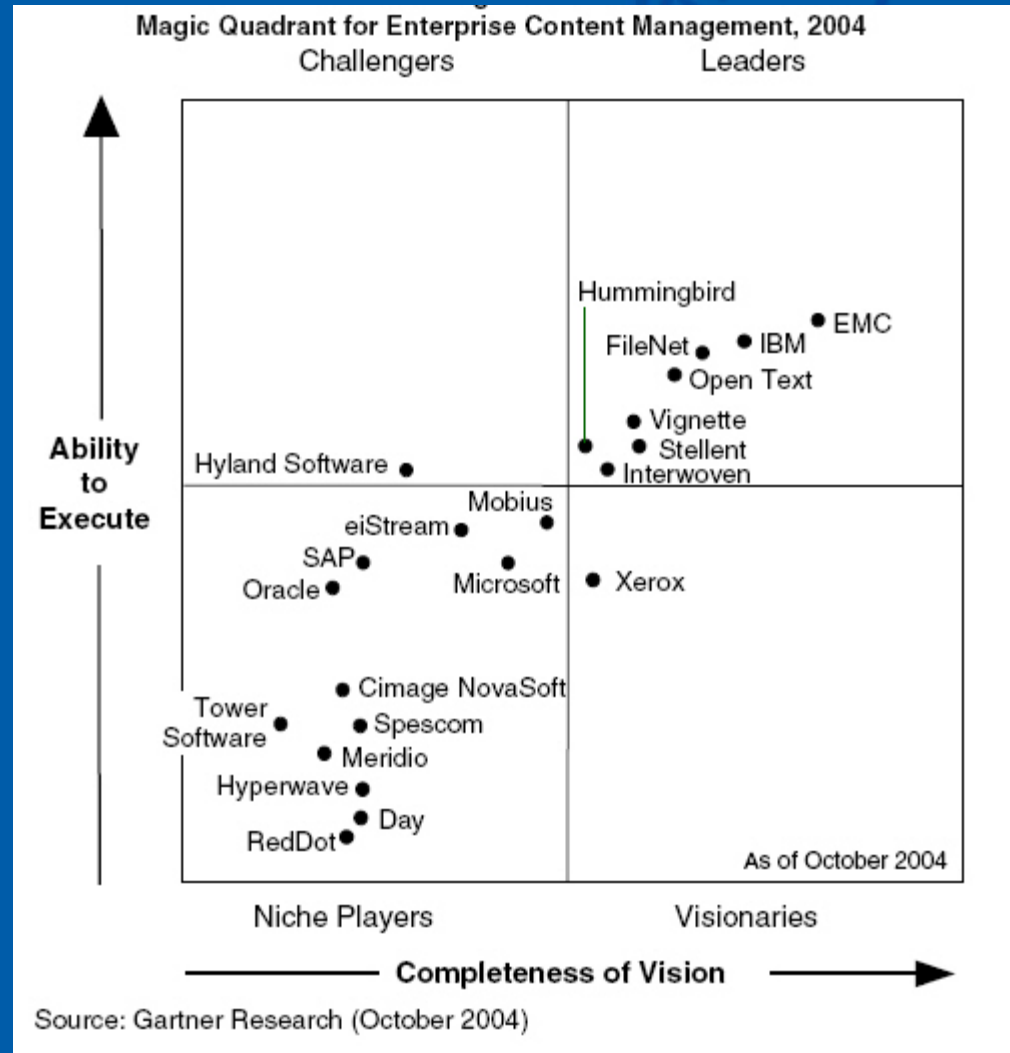 Magic Quadrant for Enterprise Content Management, 2004
Challengers
Leaders
Hummingbird
EMC
IBM
FileNet
Open Text
Vignette
Stellent
Interwoven
Ability
to
Execute
Hyland Software
Mobius
eiStream
SAP
Microsoft
Oracle
Xerox
Cimage NovaSoft
Tower
Software
Spescom
Meridio
Hyperwave
Day
RedDot
As of October 2004
Niche Players
Visionaries
Completeness of Vision
Source: Gartner Research (October 2004)